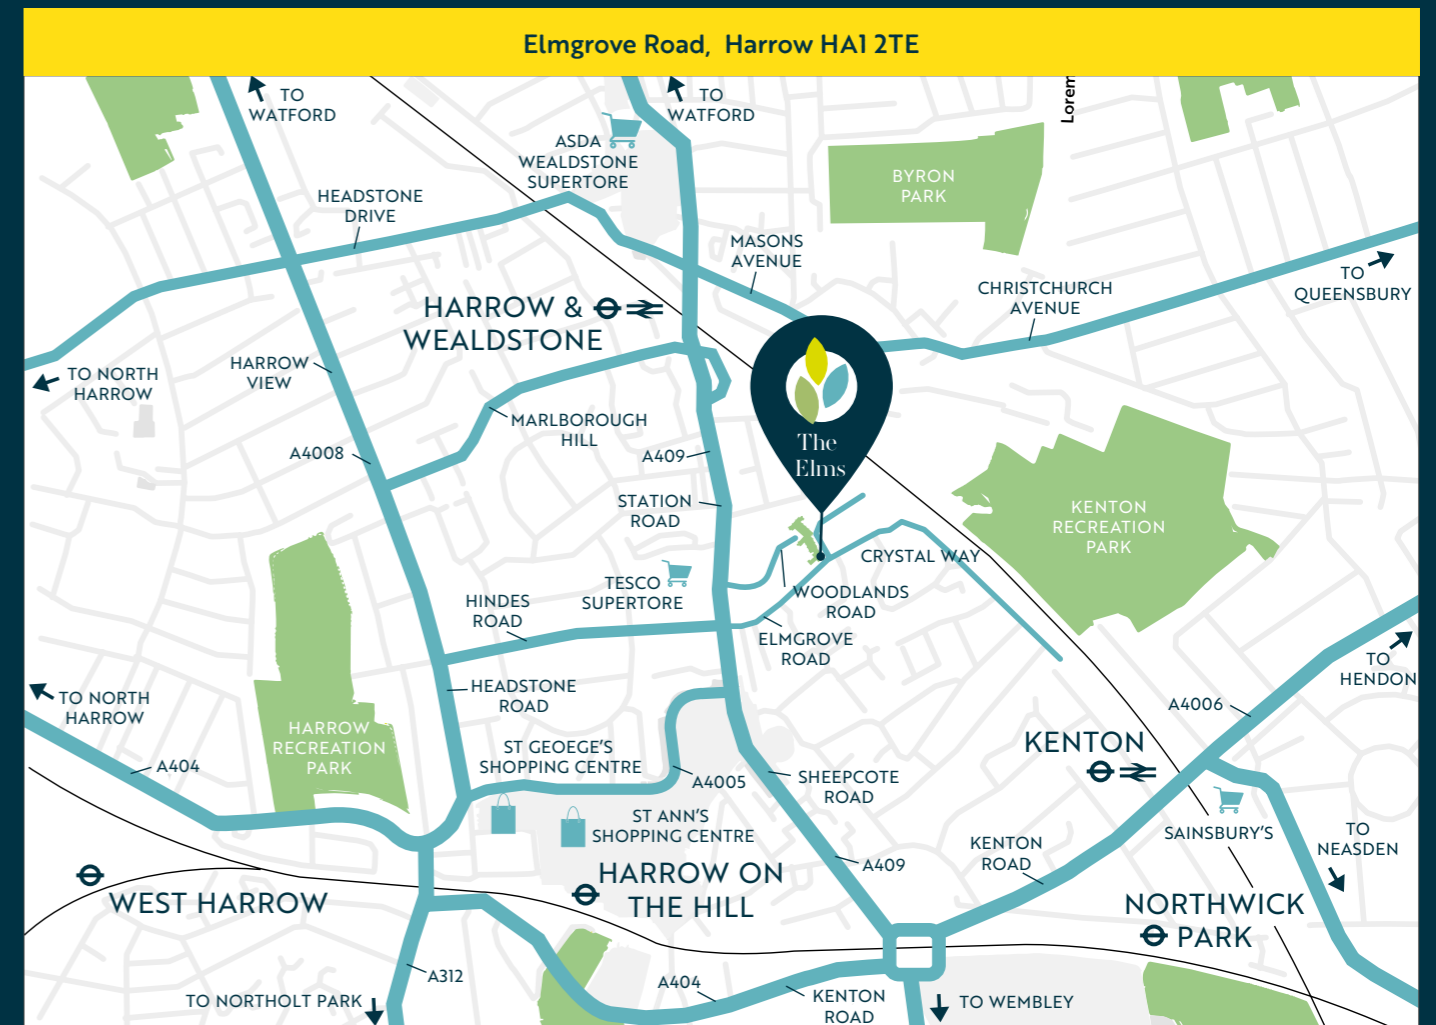 Elmgrove Road,  Harrow HA1 2TE
TO
WATFORD
TO
WATFORD
Lorem
ASDA
WEALDSTONE
SUPERTORE
BYRON
PARK
HEADSTONE
DRIVE
MASONS
AVENUE
TO
QUEENSBURY
CHRISTCHURCH
AVENUE
HARROW &
WEALDSTONE
TO NORTH
HARROW
HARROW
VIEW
MARLBOROUGH
HILL
A4008
A409
The
Elms
STATION
ROAD
KENTON
RECREATION
PARK
CRYSTAL WAY
TESCO
SUPERTORE
WOODLANDS
ROAD
HINDES
ROAD
ELMGROVE
ROAD
TO
HENDON
TO NORTH
HARROW
HEADSTONE
ROAD
A4006
HARROW
RECREATION
PARK
KENTON
ST GEOEGE'S
SHOPPING CENTRE
A404
A4005
SHEEPCOTE
ROAD
ST ANN'S
SHOPPING CENTRE
SAINSBURY'S
TO
NEASDEN
KENTON
ROAD
A409
HARROW ON
THE HILL
WEST HARROW
NORTHWICK
PARK
A312
A404
TO NORTHOLT PARK
KENTON
ROAD
TO WEMBLEY